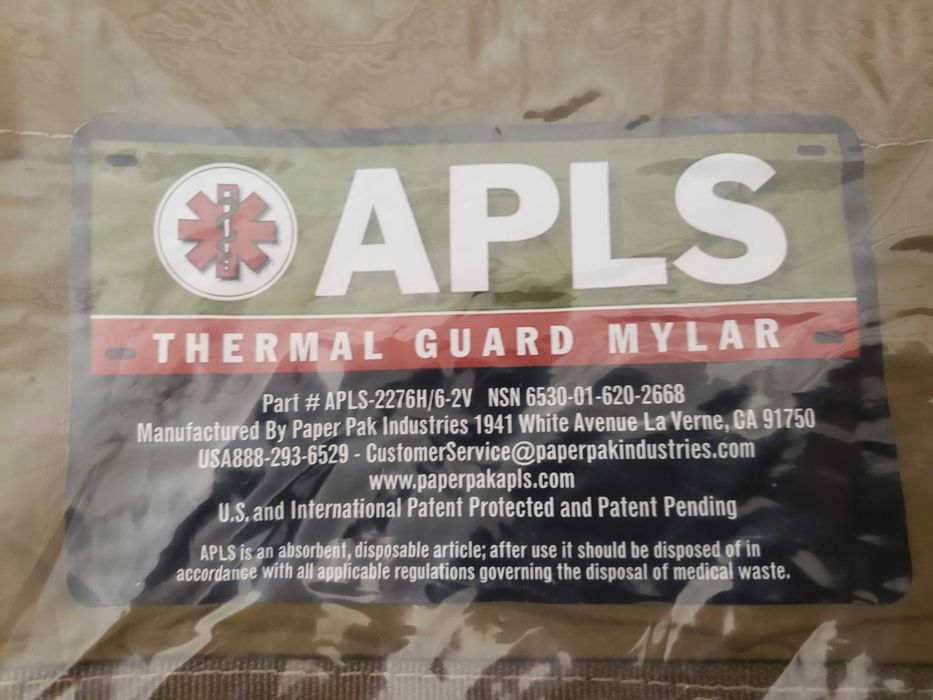 APLS
THERMAL GUARD MYLAR
Part # APLS-2276H/6-2V NSN 6530-01-620-2668
Manufactured By Paper Pak Industries 1941 White Avenue La Verne, CA 91750
USA888-293-6529 - CustomerService@paperpakindustries.com
www.paperpakapls.com
U.S. and International Patent Protected and Patent Pending
APLS is an absorbent, disposable article; after use it should be disposed of in
accordance with all applicable regulations governing the disposal of medical waste.